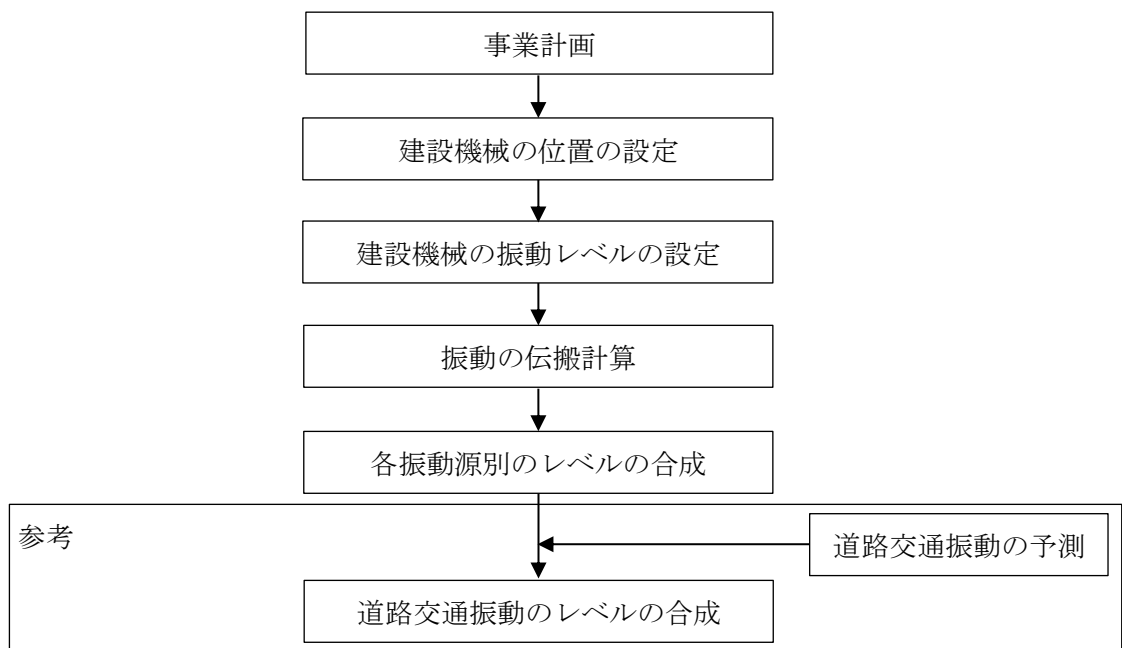 事業計画
建設機械の位置の設定
建設機械の振動レベルの設定
振動の伝搬計算
各振動源別のレベルの合成
参考
道路交通振動の予測
道路交通振動のレベルの合成